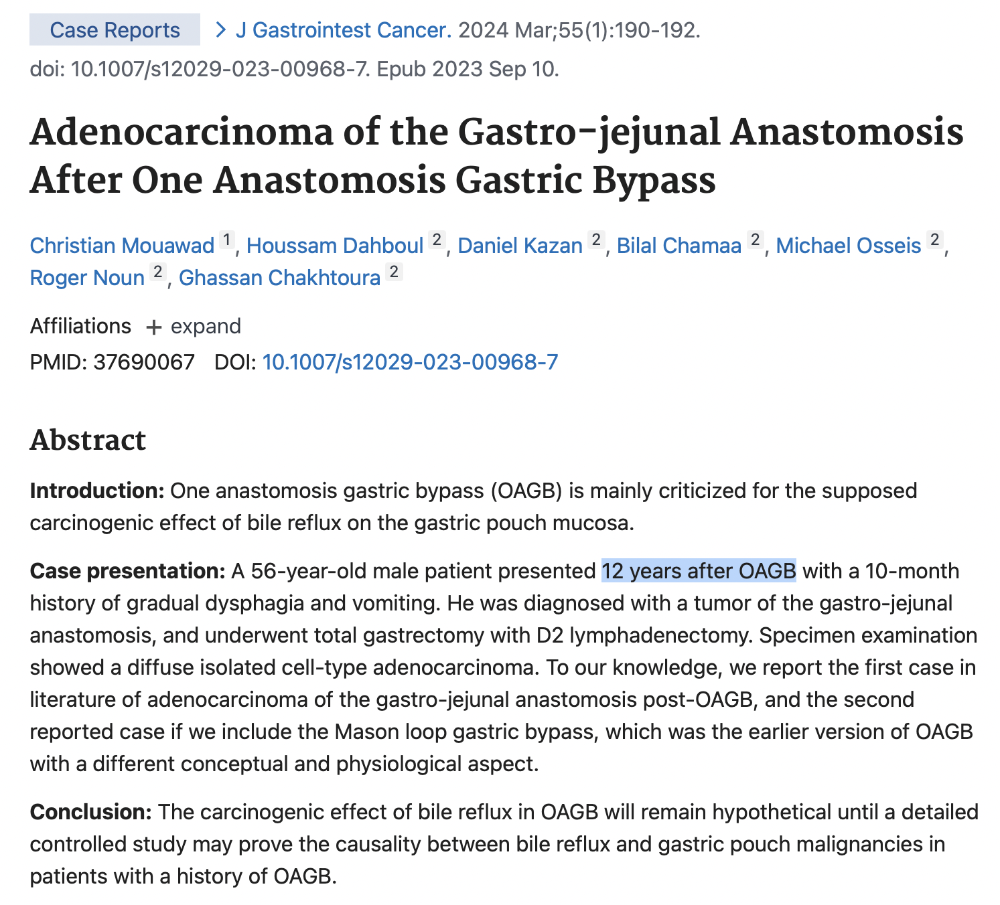 Case Reports > J Gastrointest Cancer. 2024 Mar;55(1):190-192.
doi: 10.1007/s12029-023-00968-7. Epub 2023 Sep 10.
Adenocarcinoma of the Gastro-jejunal Anastomosis
After One Anastomosis Gastric Bypass
Christian Mouawad 1, Houssam Dahboul 2, Daniel Kazan 2, Bilal Chamaa 2, Michael Osseis 2,
Roger Noun 2, Ghassan Chakhtoura 2
Affiliations + expand
PMID: 37690067 DOI: 10.1007/s12029-023-00968-7
Abstract
Introduction: One anastomosis gastric bypass (OAGB) is mainly criticized for the supposed
carcinogenic effect of bile reflux on the gastric pouch mucosa.
Case presentation: A 56-year-old male patient presented 12 years after OAGB with a 10-month
history of gradual dysphagia and vomiting. He was diagnosed with a tumor of the gastro-jejunal
anastomosis, and underwent total gastrectomy with D2 lymphadenectomy. Specimen examination
showed a diffuse isolated cell-type adenocarcinoma. To our knowledge, we report the first case in
literature of adenocarcinoma of the gastro-jejunal anastomosis post-OAGB, and the second
reported case if we include the Mason loop gastric bypass, which was the earlier version of OAGB
with a different conceptual and physiological aspect.
Conclusion: The carcinogenic effect of bile reflux in OAGB will remain hypothetical until a detailed
controlled study may prove the causality between bile reflux and gastric pouch malignancies in
patients with a history of OAGB.